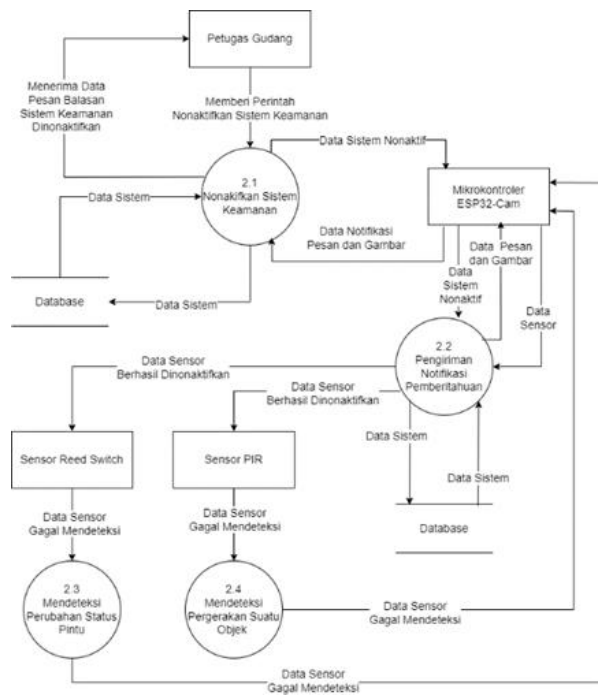 Petugas Gudang
Menerima Data
Pesan Balasan
Sistem Keamanan
Dinonaktifkan
Memberi Perintah
Nonaktifkan Sistem Keamanan
Data Sistem Nonaktif
2.1
Nonakifkan Sistem
Keamanan
Mikrokontroler
ESP32-Cam
Data Sistem
Data Notifikasi
Pesan dan Gambar
Data Pesan
dan Gambar
Data
Sistem
Nonaktif
Data
Sensor
Database
Data Sistem
2.2
Pengiriman
Notifikasi
Pemberitahuan
Data Sensor
Berhasil Dinonaktifkan
Data Sensor
Berhasil Dinonaktifkan
Data Sistem
Sensor Reed Switch
Sensor PIR
Data Sistem
Data Sensor
Gagal Mendeteksi
Data Sensor
Gagal Mendeteksi
Database
2.3
Mendeteksi
Perubahan Status
Pintu
2.4
Mendeteksi
Pergerakan Suatu
Objek
Data Sensor
Gagal Mendeteksi
Data Sensor
Gagal Mendeteksi